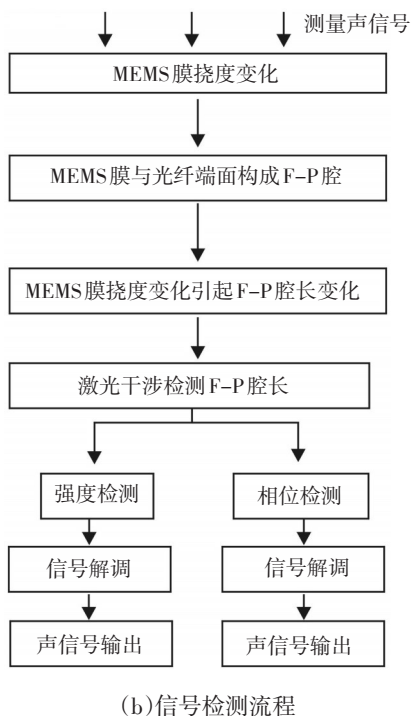 测量声信号
MEMS膜挠度变化
MEMS膜与光纤端面构成F-P腔
MEMS膜挠度变化引起F-P腔长变化
激光干涉检测F-P腔长
强度检测 相位检测
信号解调 信号解调
声信号输出 声信号输出
(b)信号检测流程